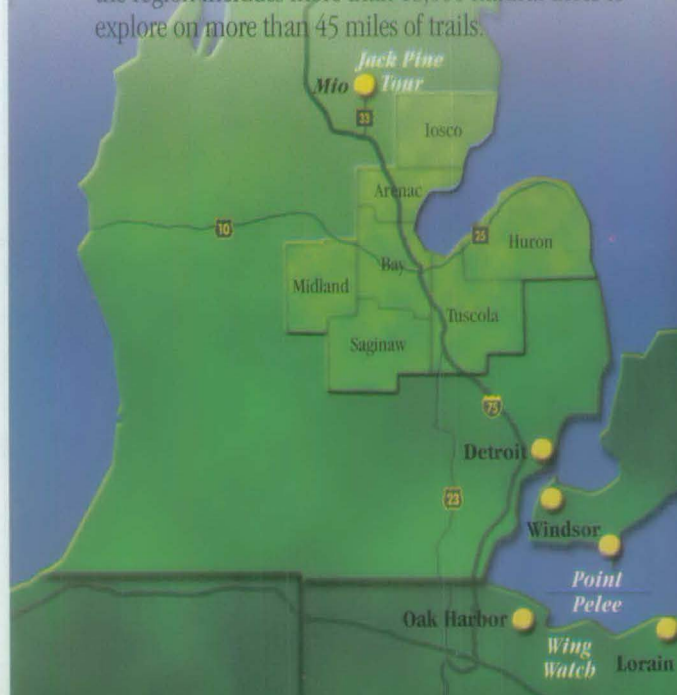 explore on more than 45 miles of trails.
Jack Pine
Mio Tour
33
Iosco
Arenac
10
25
Huron
Bay
Midland
Tuscola
Saginaw
75
Detroit
23
Windsor
Point
Pelee
Oak Harbor
Wing
Watch Lorain